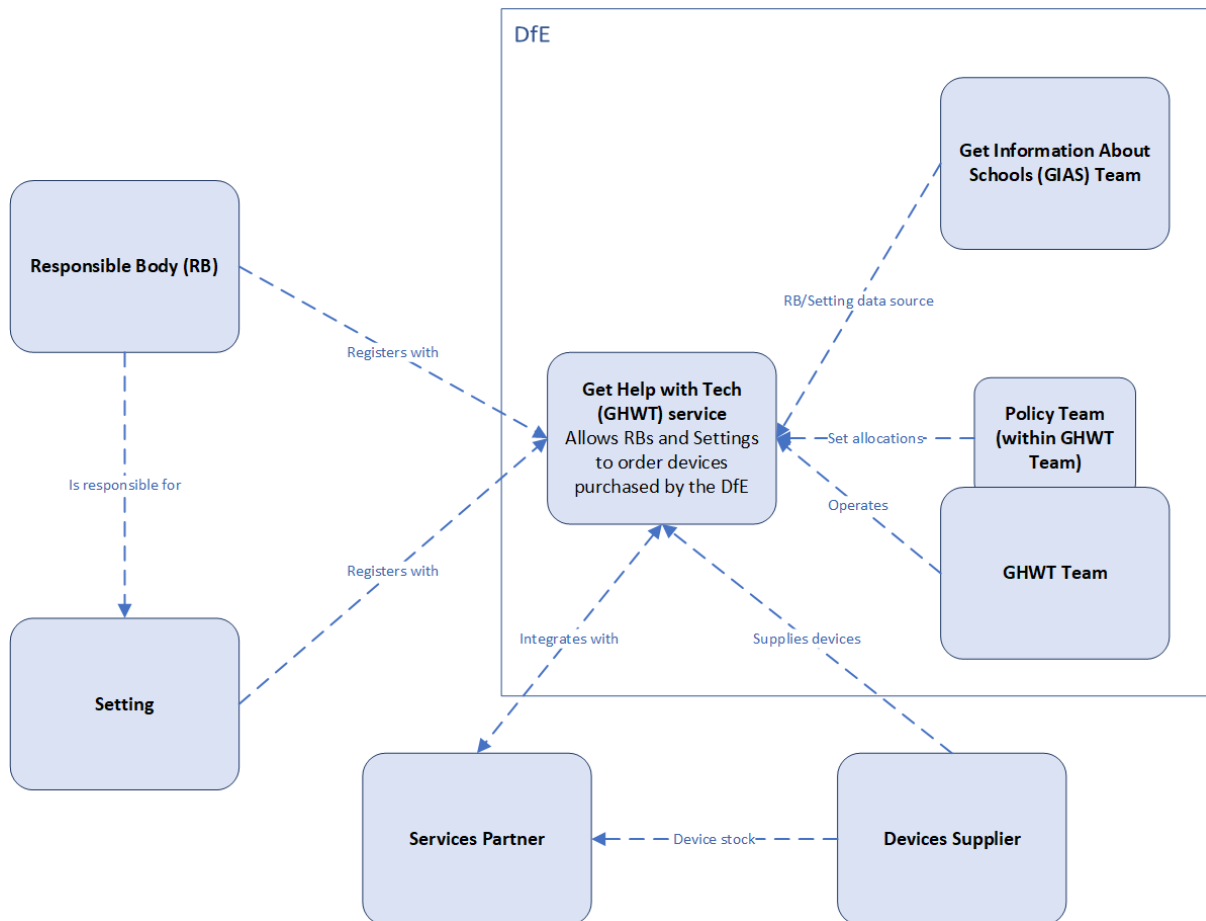 DfE
Get Information About
Schools (GIAS) Team
Responsible Body (RB)
RB/Setting data source
Registers with
Get Help with Tech
(GHWT) service
Allows RBs and Settings
to order devices
purchased by the DfE
Policy Team
(within GHWT
Team)
Set allocations
Is responsible for
Operates
GHWT Team
Registers with
Integrates with
Supplies devices
Setting
Services Partner
Device stock
Devices Supplier